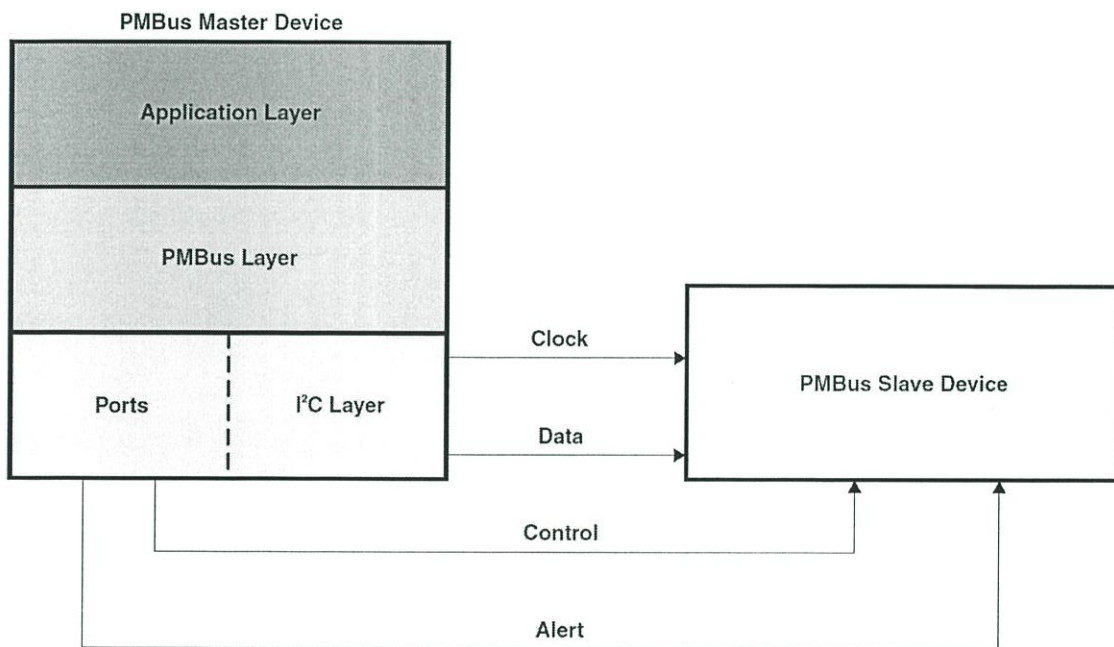 PMBus Master Device
Application Layer
PMBus Layer
Ports
I²C Layer
Clock
Data
PMBus Slave Device
Control
Alert